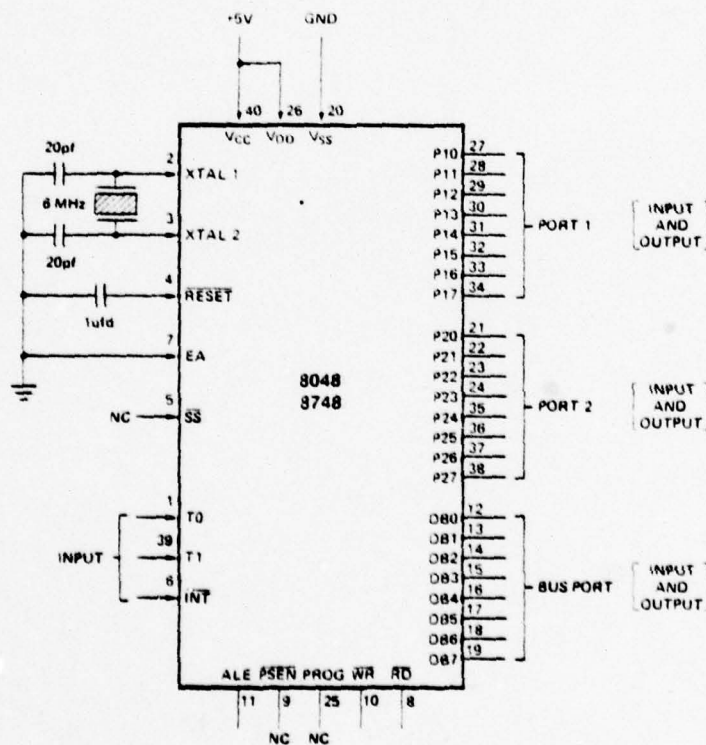 +5V GND
40 26 20
VCC VDD VSS
20pf
2 XTAL 1
6 MHz
3 XTAL 2
20pf
4 RESET
1ufd
7 EA
8048
8748
5 NC SS
1 T0
39 INPUT T1
6 INT
P10 27
P11 28
P12 29
P13 30
P14 31
P15 32
P16 33
P17 34
PORT 1
INPUT
AND
OUTPUT
P20 21
P21 22
P22 23
P23 24
P24 35
P25 36
P26 37
P27 38
PORT 2
INPUT
AND
OUTPUT
DB0 12
DB1 13
DB2 14
DB3 15
DB4 16
DB5 17
DB6 18
DB7 19
BUS PORT
INPUT
AND
OUTPUT
ALE PSEN PROG WR RD
11 9 25 10 8
NC NC